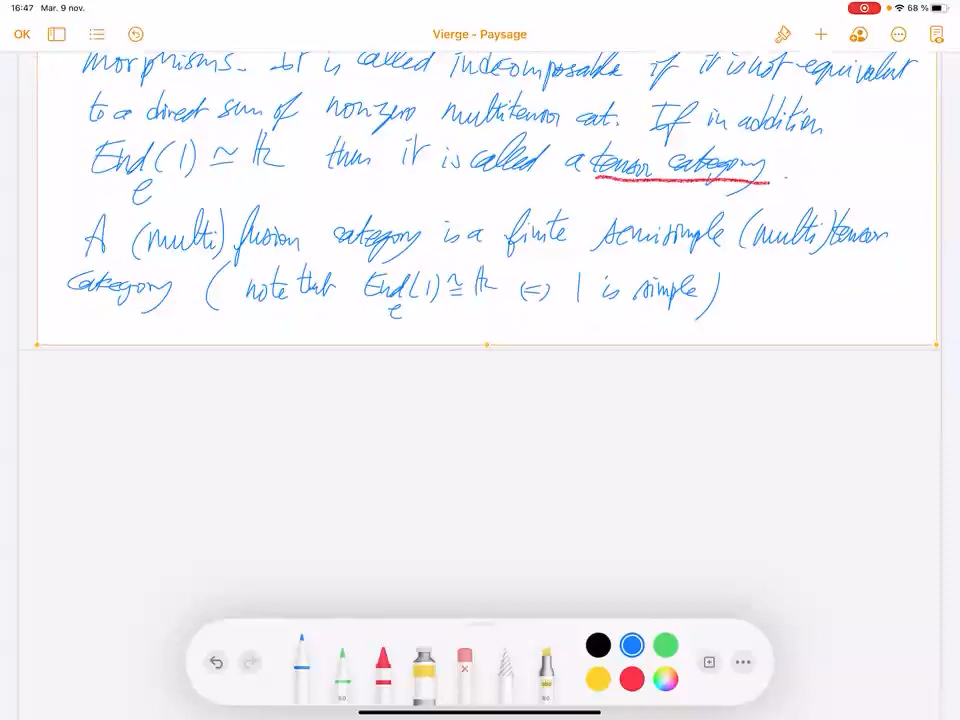 16:47 Mar. 9 nov.
68 %
OK
Vierge - Paysage
morphisms. It is called indecomposable if it is not equivalent
to a direct sum of nonzero multitensor cat. If in addition
End_C(1) ≃ 𝕜 then it is called a tensor category.
A (multi) fusion category is a finite semisimple (multi) tensor
category ( note that End_C(1) ≅ 𝕜 ⇔ 1 is simple )